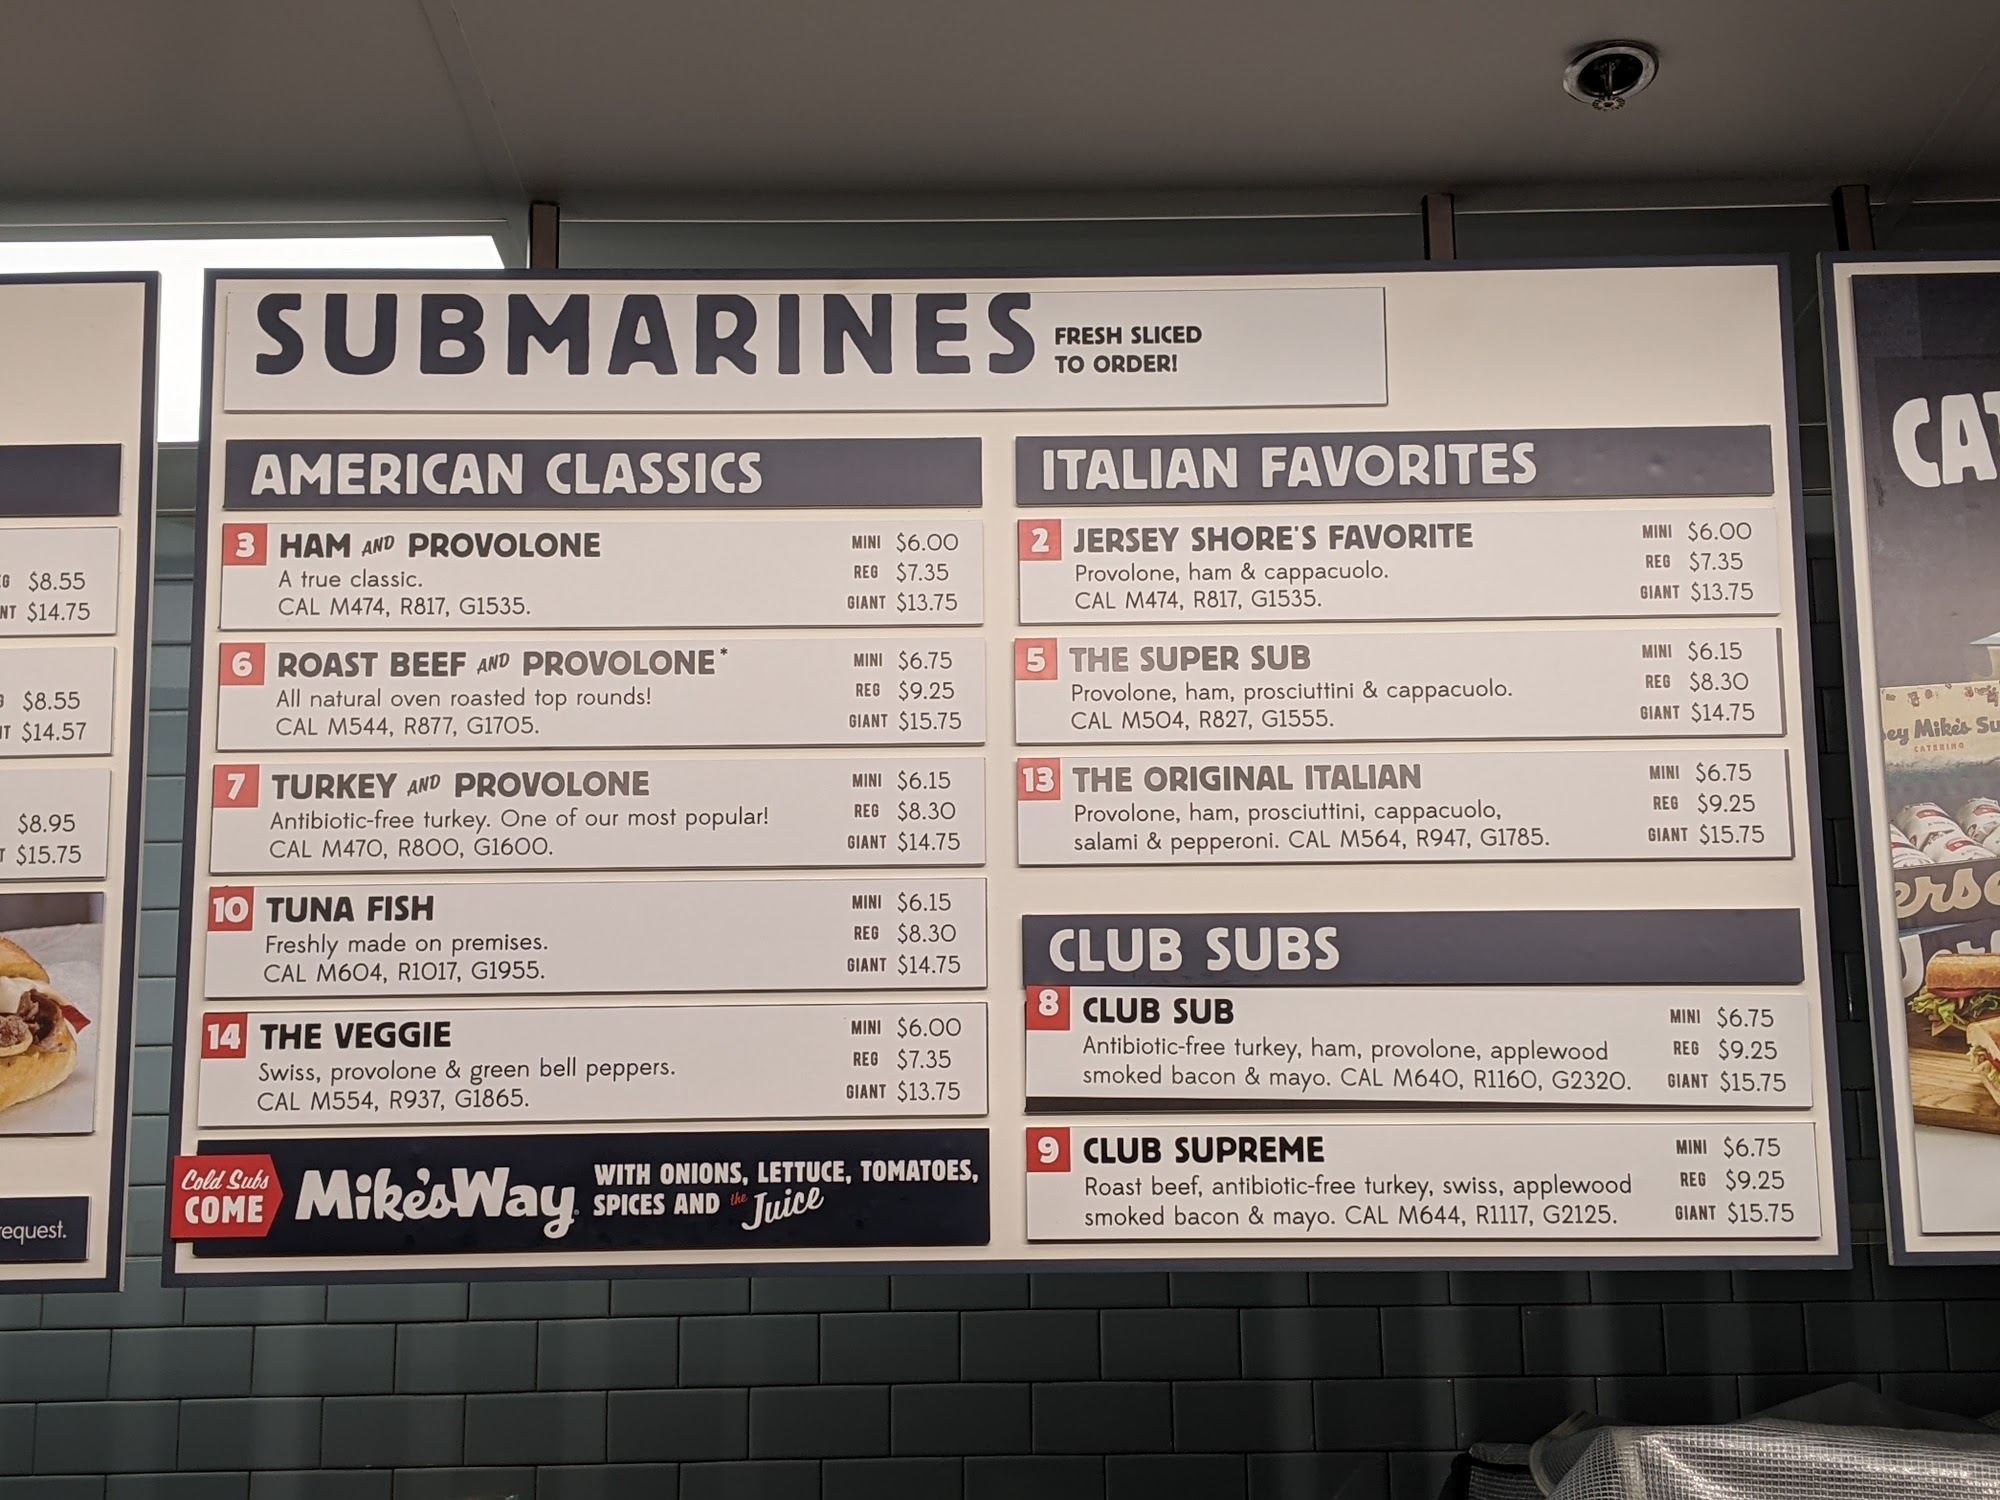 G $8.55
NT $14.75
$8.55
T $14.57
$8.95
T $15.75
equest.
SUBMARINES
FRESH SLICED
TO ORDER!
AMERICAN CLASSICS
3 HAM AND PROVOLONE
A true classic.
CAL M474, R817, G1535.
MINI $6.00
REG $7.35
GIANT $13.75
6 ROAST BEEF AND PROVOLONE*
All natural oven roasted top rounds!
CAL M544, R877, G1705.
MINI $6.75
REG $9.25
GIANT $15.75
7 TURKEY AND PROVOLONE
Antibiotic-free turkey. One of our most popular!
CAL M470, R800, G1600.
MINI $6.15
REG $8.30
GIANT $14.75
10 TUNA FISH
Freshly made on premises.
CAL M604, R1017, G1955.
MINI $6.15
REG $8.30
GIANT $14.75
14 THE VEGGIE
Swiss, provolone & green bell peppers.
CAL M554, R937, G1865.
MINI $6.00
REG $7.35
GIANT $13.75
Cold Subs
COME
Mike's Way
WITH ONIONS, LETTUCE, TOMATOES,
SPICES AND the Juice
ITALIAN FAVORITES
2 JERSEY SHORE'S FAVORITE
Provolone, ham & cappacuolo.
CAL M474, R817, G1535.
MINI $6.00
REG $7.35
GIANT $13.75
5 THE SUPER SUB
Provolone, ham, prosciuttini & cappacuolo.
CAL M504, R827, G1555.
MINI $6.15
REG $8.30
GIANT $14.75
13 THE ORIGINAL ITALIAN
Provolone, ham, prosciuttini, cappacuolo,
salami & pepperoni. CAL M564, R947, G1785.
MINI $6.75
REG $9.25
GIANT $15.75
CLUB SUBS
8 CLUB SUB
Antibiotic-free turkey, ham, provolone, applewood
smoked bacon & mayo. CAL M640, R1160, G2320.
MINI $6.75
REG $9.25
GIANT $15.75
9 CLUB SUPREME
Roast beef, antibiotic-free turkey, swiss, applewood
smoked bacon & mayo. CAL M644, R1117, G2125.
MINI $6.75
REG $9.25
GIANT $15.75
CAT
ey Mike's Su
CATERING
erse